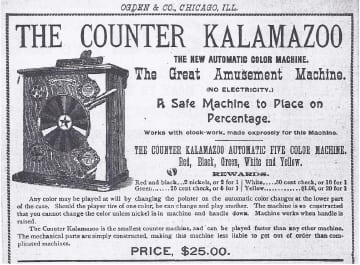 OGDEN & CO., CHICAGO, ILL.
THE COUNTER KALAMAZOO
THE NEW AUTOMATIC COLOR MACHINE.
The Great Amusement Machine.
(NO ELECTRICITY.)
A Safe Machine to Place on
Percentage.
Works with clock-work, made expressly for this Machine.
THE COUNTER KALAMAZOO AUTOMATIC FIVE COLOR MACHINE.
Red, Black, Green, White and Yellow.
REWARDS.
Red and black,..2 nickels, or 2 for 1 | White,....50 cent check, or 10 for 1
Green,......25 cent check, or 5 for 1 | Yellow,............$1.00, or 20 for 1
Any color may be played at will by changing the pointer on the automatic color changes at the lower part
of the case. Should the player tire of one color, he can change and play another. The machine is so constructed
that you cannot change the color unless nickel is in machine and handle down. Machine works when handle is
raised.
The Counter Kalamazoo is the smallest counter machine, and can be played faster than any other machine.
The mechanical parts are simply constructed, making this machine less liable to get out of order than com-
plicated machines.
PRICE, $25.00.